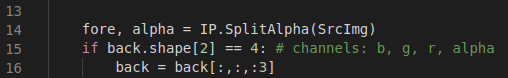 13
14 fore, alpha = IP.SplitAlpha(SrcImg)
15 if back.shape[2] == 4: # channels: b, g, r, alpha
16 back = back[:,:,:3]